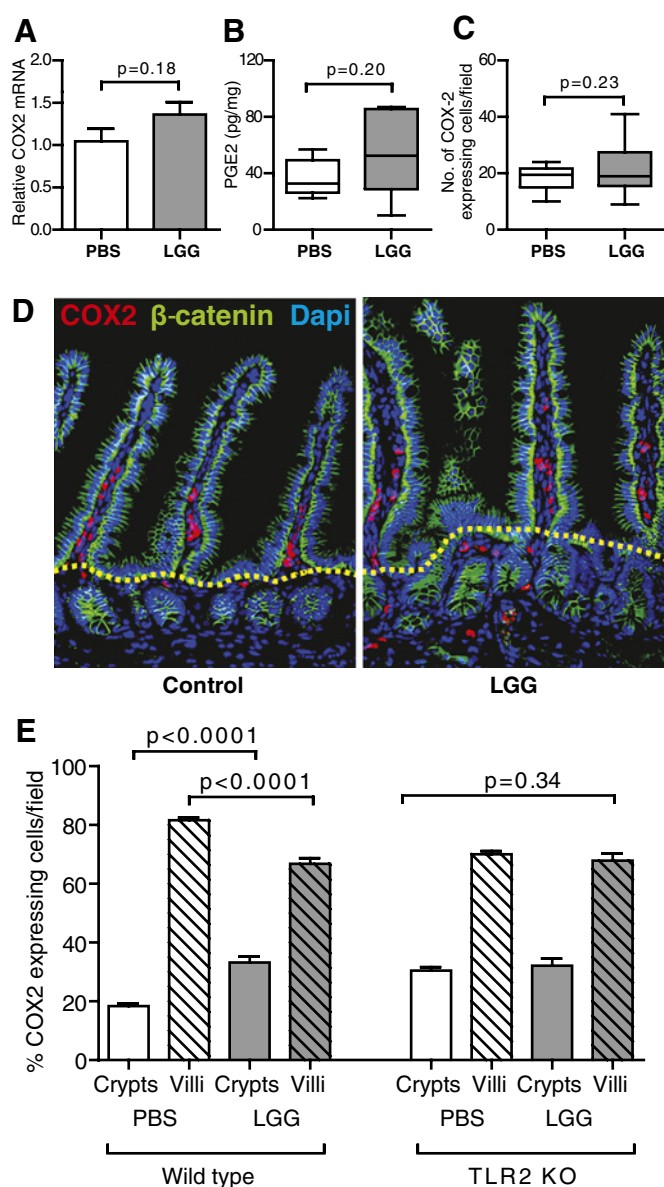 A
Relative COX2 mRNA
2.0
1.5
1.0
0.5
0.0
p=0.18
PBS
LGG
B
PGE2 (pg/mg)
120
80
40
0
p=0.20
PBS
LGG
C
No. of COX-2
expressing cells/field
60
40
20
0
p=0.23
PBS
LGG
D
COX2 β-catenin Dapi
Control
LGG
E
% COX2 expressing cells/field
100
80
60
40
20
0
p<0.0001
p<0.0001
p=0.34
Crypts Villi Crypts Villi
PBS LGG
Wild type
Crypts Villi Crypts Villi
PBS LGG
TLR2 KO